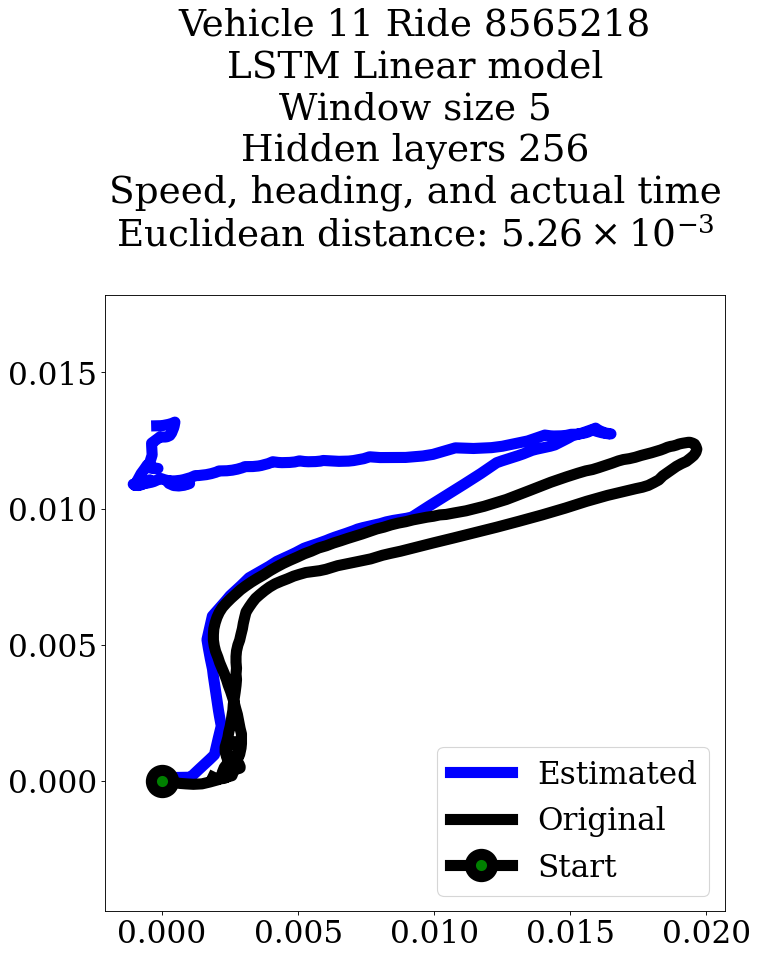 Vehicle 11 Ride 8565218
LSTM Linear model
Window size 5
Hidden layers 256
Speed, heading, and actual time
Euclidean distance: 5.26 × 10⁻³
0.015
0.010
0.005
0.000
Estimated
Original
Start
0.000 0.005 0.010 0.015 0.020